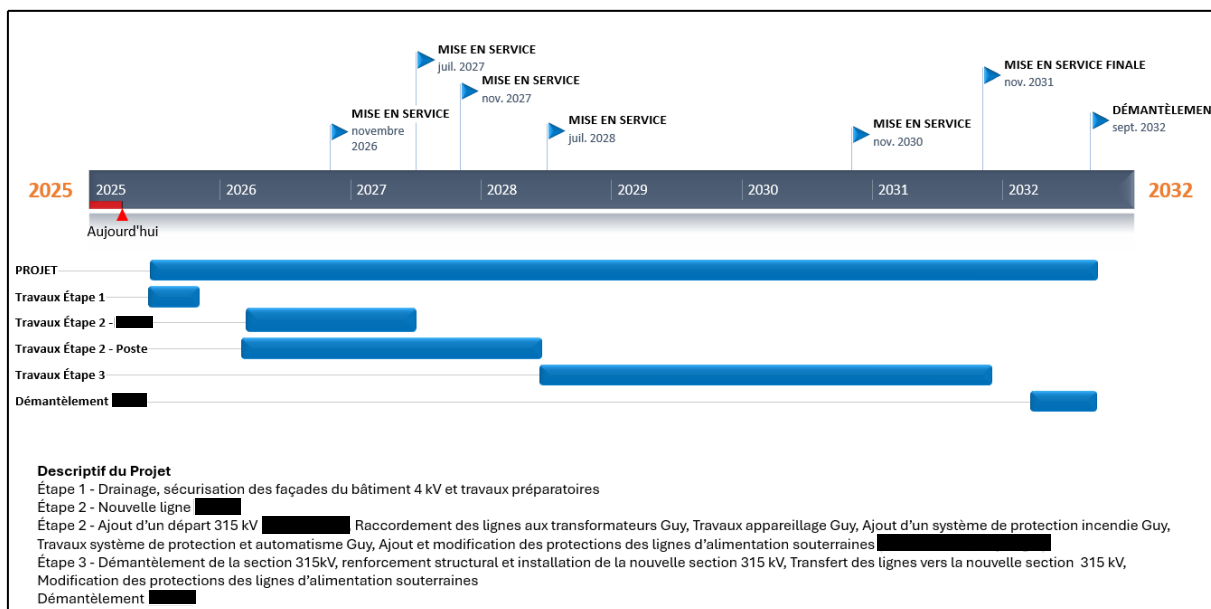 MISE EN SERVICE
juil. 2027
MISE EN SERVICE
nov. 2027
MISE EN SERVICE
novembre
2026
MISE EN SERVICE
juil. 2028
MISE EN SERVICE
nov. 2030
MISE EN SERVICE FINALE
nov. 2031
DÉMANTÈLEMEN
sept. 2032
2025
2025 2026 2027 2028 2029 2030 2031 2032
2032
Aujourd'hui
PROJET
Travaux Étape 1
Travaux Étape 2 -
Travaux Étape 2 - Poste
Travaux Étape 3
Démantèlement
Descriptif du Projet
Étape 1 - Drainage, sécurisation des façades du bâtiment 4 kV et travaux préparatoires
Étape 2 - Nouvelle ligne
Étape 2 - Ajout d’un départ 315 kV , Raccordement des lignes aux transformateurs Guy, Travaux appareillage Guy, Ajout d’un système de protection incendie Guy,
Travaux système de protection et automatisme Guy, Ajout et modification des protections des lignes d’alimentation souterraines
Étape 3 - Démantèlement de la section 315kV, renforcement structural et installation de la nouvelle section 315 kV, Transfert des lignes vers la nouvelle section 315 kV,
Modification des protections des lignes d’alimentation souterraines
Démantèlement